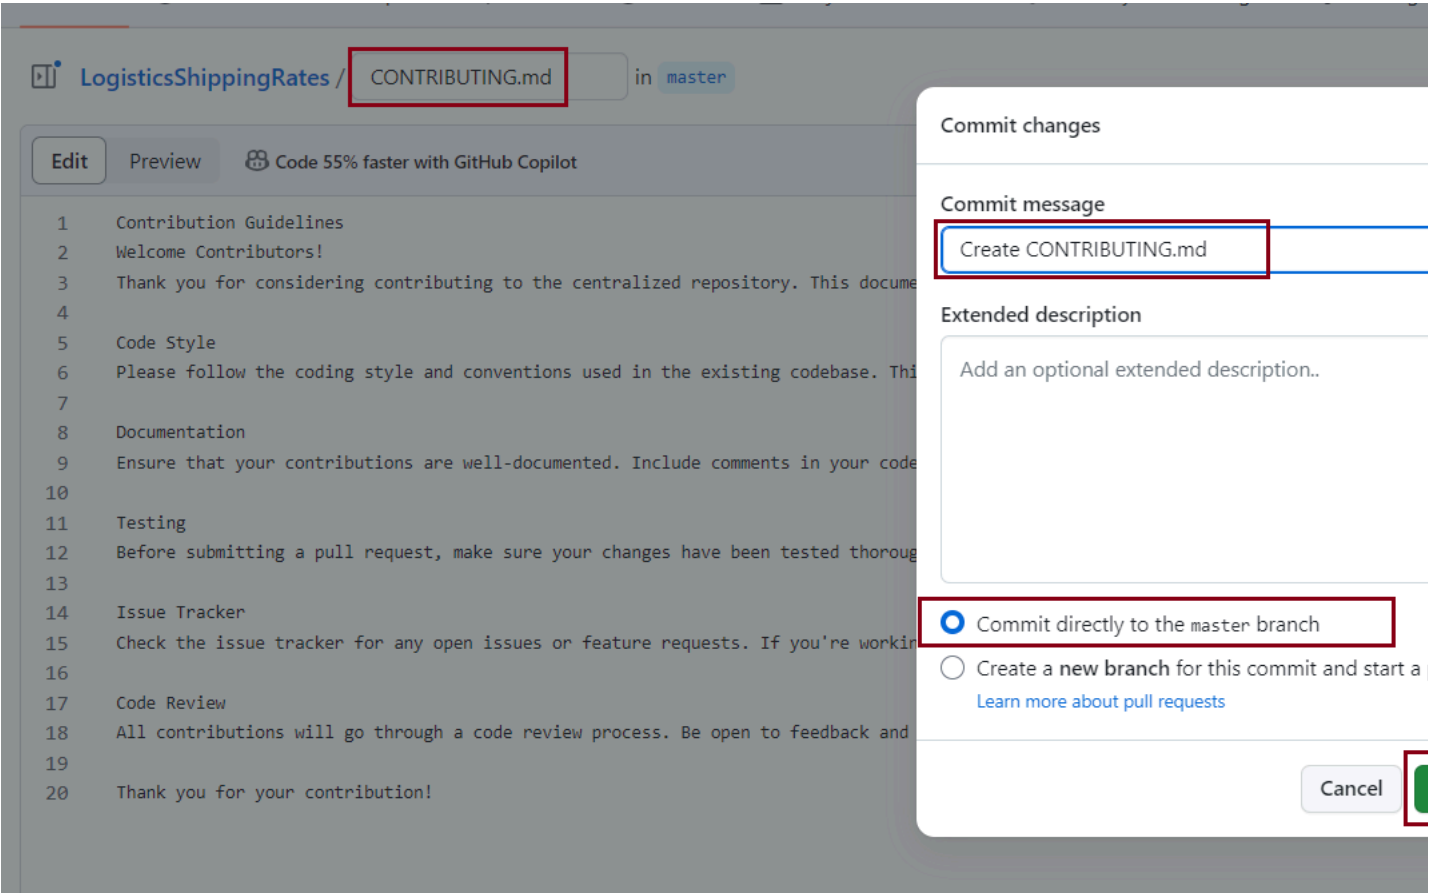 LogisticsShippingRates / CONTRIBUTING.md in master
Edit Preview Code 55% faster with GitHub Copilot
1 Contribution Guidelines
2 Welcome Contributors!
3 Thank you for considering contributing to the centralized repository. This docume
4
5 Code Style
6 Please follow the coding style and conventions used in the existing codebase. Thi
7
8 Documentation
9 Ensure that your contributions are well-documented. Include comments in your code
10
11 Testing
12 Before submitting a pull request, make sure your changes have been tested thoroug
13
14 Issue Tracker
15 Check the issue tracker for any open issues or feature requests. If you're workin
16
17 Code Review
18 All contributions will go through a code review process. Be open to feedback and
19
20 Thank you for your contribution!
Commit changes
Commit message
Create CONTRIBUTING.md
Extended description
Add an optional extended description..
Commit directly to the master branch
Create a new branch for this commit and start a
Learn more about pull requests
Cancel